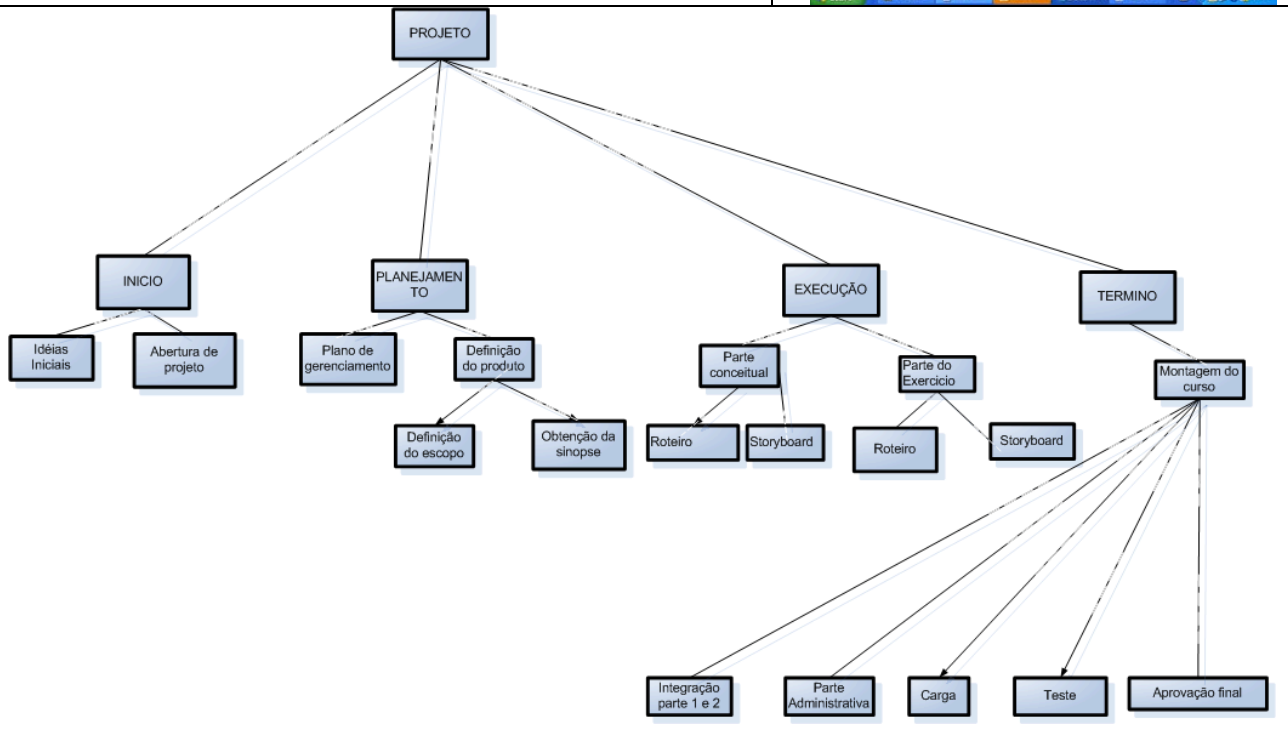 PROJETO
INICIO
PLANEJAMEN
TO
EXECUÇÃO
TERMINO
Idéias
Iniciais
Abertura de
projeto
Plano de
gerenciamento
Definição
do produto
Parte
conceitual
Parte do
Exercicio
Montagem do
curso
Definição
do escopo
Obtenção da
sinopse
Roteiro
Storyboard
Roteiro
Storyboard
Integração
parte 1 e 2
Parte
Administrativa
Carga
Teste
Aprovação final